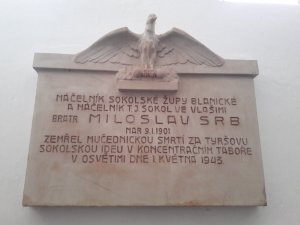 NÁČELNÍK SOKOLSKÉ ŽUPY BLANICKÉ
A NÁČELNÍK T.J. SOKOL VE VLAŠIMI
BRATR MILOSLAV SRB
NAR. 9.I.1901
ZEMŘEL MUČEDNICKOU SMRTÍ ZA TYRŠOVU
SOKOLSKOU IDEU V KONCENTRAČNÍM TÁBOŘE
V OSVĚTIMI DNE 1. KVĚTNA 1943.